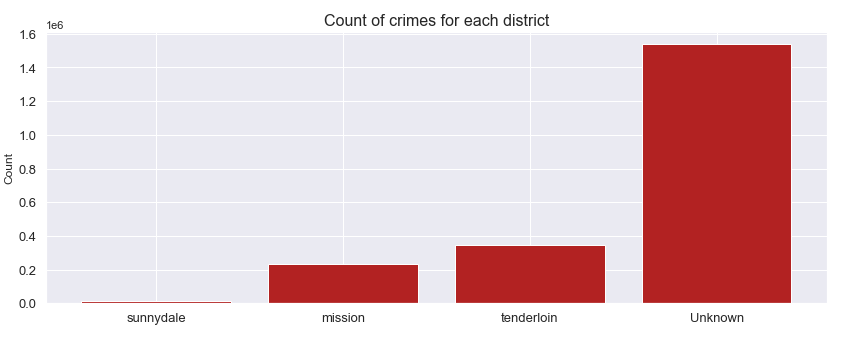 Count of crimes for each district
1e6
1.6
1.4
1.2
1.0
0.8
0.6
0.4
0.2
0.0
Count
sunnydale mission tenderloin Unknown